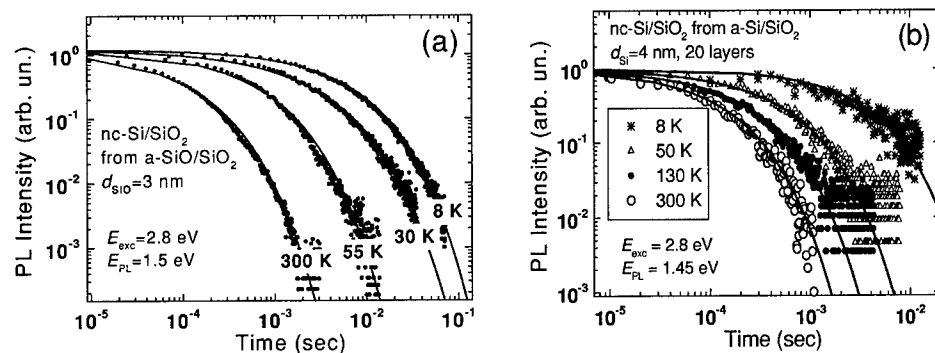 (a)
PL Intensity (arb. un.)
10^0
10^-1
10^-2
10^-3
nc-Si/SiO2
from a-SiO/SiO2
dSiO=3 nm
Eexc=2.8 eV
EPL=1.5 eV
300 K
55 K
30 K
8 K
10^-5
10^-4
10^-3
10^-2
10^-1
Time (sec)
nc-Si/SiO2 from a-Si/SiO2
(b)
dSi=4 nm, 20 layers
PL Intensity (arb. un.)
10^0
10^-1
10^-2
10^-3
8 K
50 K
130 K
300 K
Eexc = 2.8 eV
EPL = 1.45 eV
10^-5
10^-4
10^-3
10^-2
Time (sec)